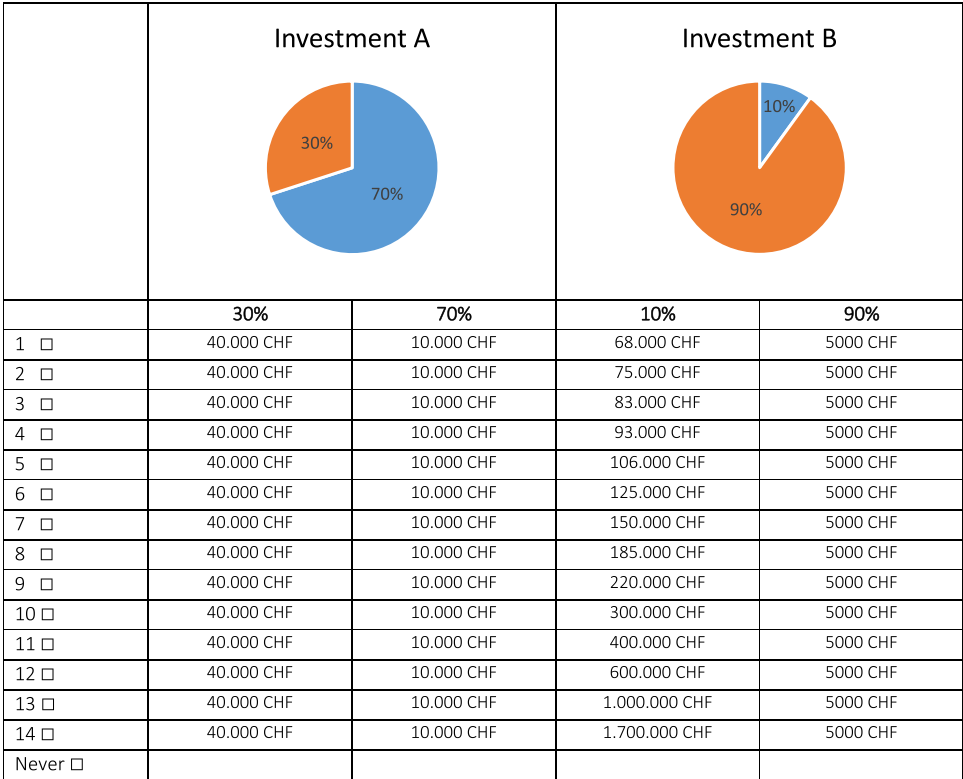 Investment A Investment B
30% 70% 10% 90%
30% 70% 10% 90%
1 ☐ 40.000 CHF 10.000 CHF 68.000 CHF 5000 CHF
2 ☐ 40.000 CHF 10.000 CHF 75.000 CHF 5000 CHF
3 ☐ 40.000 CHF 10.000 CHF 83.000 CHF 5000 CHF
4 ☐ 40.000 CHF 10.000 CHF 93.000 CHF 5000 CHF
5 ☐ 40.000 CHF 10.000 CHF 106.000 CHF 5000 CHF
6 ☐ 40.000 CHF 10.000 CHF 125.000 CHF 5000 CHF
7 ☐ 40.000 CHF 10.000 CHF 150.000 CHF 5000 CHF
8 ☐ 40.000 CHF 10.000 CHF 185.000 CHF 5000 CHF
9 ☐ 40.000 CHF 10.000 CHF 220.000 CHF 5000 CHF
10 ☐ 40.000 CHF 10.000 CHF 300.000 CHF 5000 CHF
11 ☐ 40.000 CHF 10.000 CHF 400.000 CHF 5000 CHF
12 ☐ 40.000 CHF 10.000 CHF 600.000 CHF 5000 CHF
13 ☐ 40.000 CHF 10.000 CHF 1.000.000 CHF 5000 CHF
14 ☐ 40.000 CHF 10.000 CHF 1.700.000 CHF 5000 CHF
Never ☐